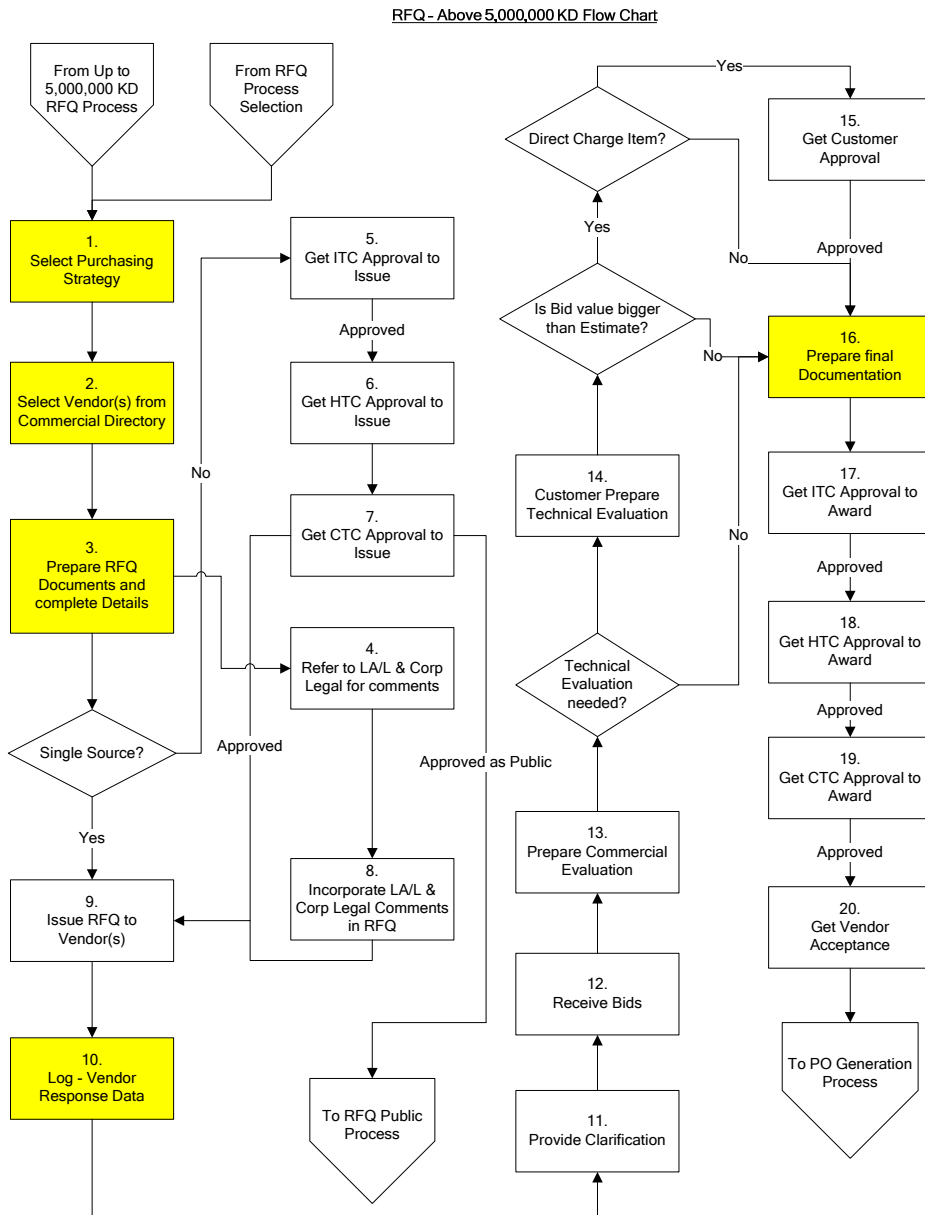 RFQ - Above 5,000,000 KD Flow Chart
From Up to
5,000,000 KD
RFQ Process
From RFQ
Process
Selection
1.
Select Purchasing
Strategy
2.
Select Vendor(s) from
Commercial Directory
3.
Prepare RFQ
Documents and
complete Details
Single Source?
No
Yes
9.
Issue RFQ to
Vendor(s)
10.
Log - Vendor
Response Data
5.
Get ITC Approval to
Issue
Approved
6.
Get HTC Approval to
Issue
7.
Get CTC Approval to
Issue
4.
Refer to LA/L & Corp
Legal for comments
Approved
Approved as Public
8.
Incorporate LA/L &
Corp Legal Comments
in RFQ
To RFQ Public
Process
Direct Charge Item?
Yes
No
Yes
Is Bid value bigger
than Estimate?
No
14.
Customer Prepare
Technical Evaluation
No
Technical
Evaluation
needed?
13.
Prepare Commercial
Evaluation
12.
Receive Bids
11.
Provide Clarification
15.
Get Customer
Approval
Approved
16.
Prepare final
Documentation
17.
Get ITC Approval to
Award
Approved
18.
Get HTC Approval to
Award
Approved
19.
Get CTC Approval to
Award
Approved
20.
Get Vendor
Acceptance
To PO Generation
Process